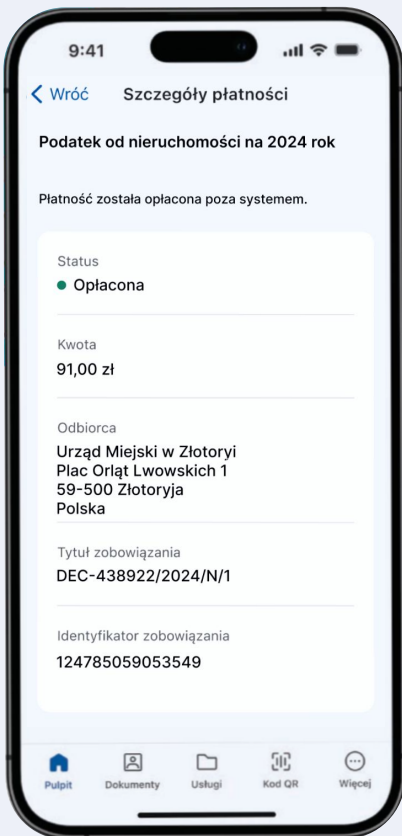 9:41
Wróć Szczegóły płatności
Podatek od nieruchomości na 2024 rok
Płatność została opłacona poza systemem.
Status
Opłacona
Kwota
91,00 zł
Odbiorca
Urząd Miejski w Złotoryi
Plac Orląt Lwowskich 1
59-500 Złotoryja
Polska
Tytuł zobowiązania
DEC-438922/2024/N/1
Identyfikator zobowiązania
124785059053549
Pulpit Dokumenty Usługi Kod QR Więcej